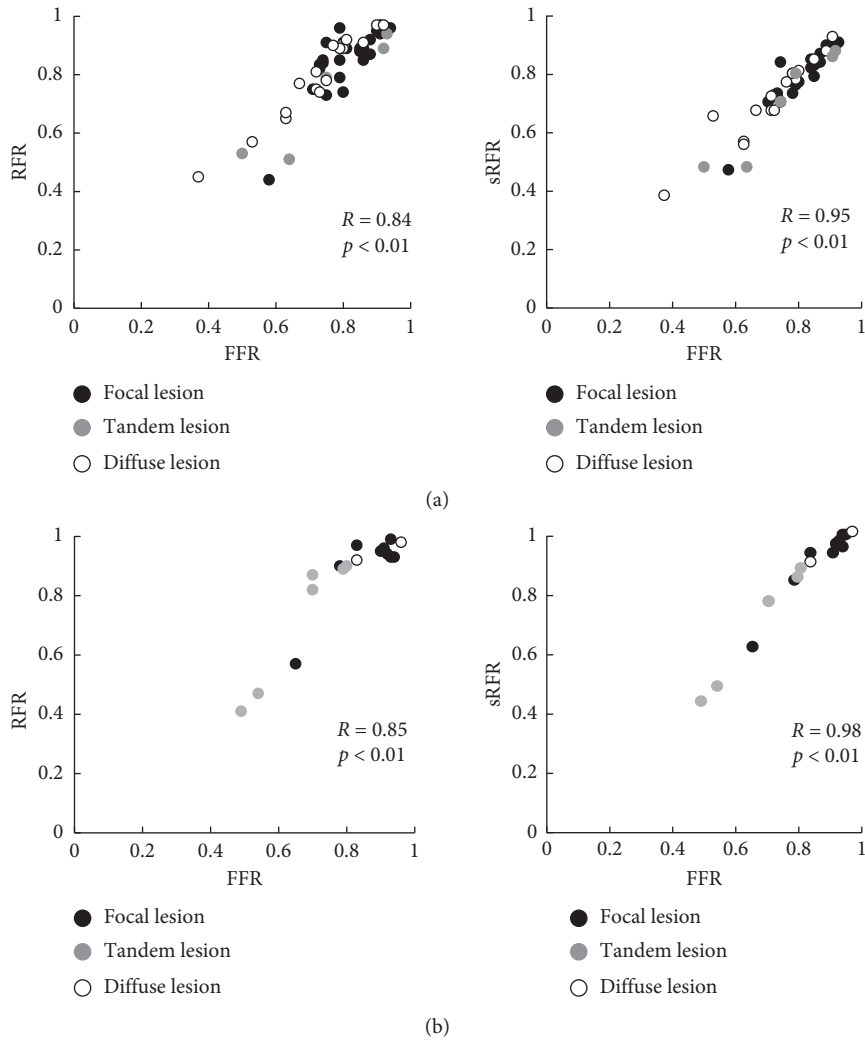 1
0.8
0.6
0.4
0.2
0
RFR
0
0.2
0.4
0.6
0.8
1
FFR
R = 0.84
p < 0.01
Focal lesion
Tandem lesion
Diffuse lesion
1
0.8
0.6
0.4
0.2
0
sRFR
0
0.2
0.4
0.6
0.8
1
FFR
R = 0.95
p < 0.01
Focal lesion
Tandem lesion
Diffuse lesion
(a)
1
0.8
0.6
0.4
0.2
0
RFR
0
0.2
0.4
0.6
0.8
1
FFR
R = 0.85
p < 0.01
Focal lesion
Tandem lesion
Diffuse lesion
1
0.8
0.6
0.4
0.2
0
sRFR
0
0.2
0.4
0.6
0.8
1
FFR
R = 0.98
p < 0.01
Focal lesion
Tandem lesion
Diffuse lesion
(b)